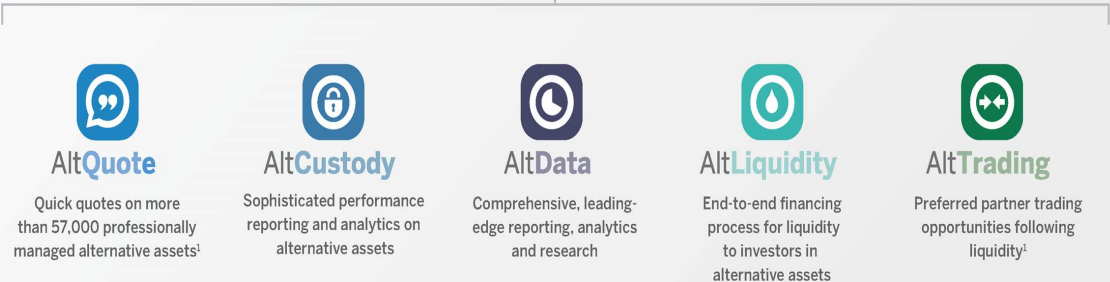 AltQuote
Quick quotes on more
than 57,000 professionally
managed alternative assets¹
AltCustody
Sophisticated performance
reporting and analytics on
alternative assets
AltData
Comprehensive, leading-
edge reporting, analytics
and research
AltLiquidity
End-to-end financing
process for liquidity
to investors in
alternative assets
AltTrading
Preferred partner trading
opportunities following
liquidity¹